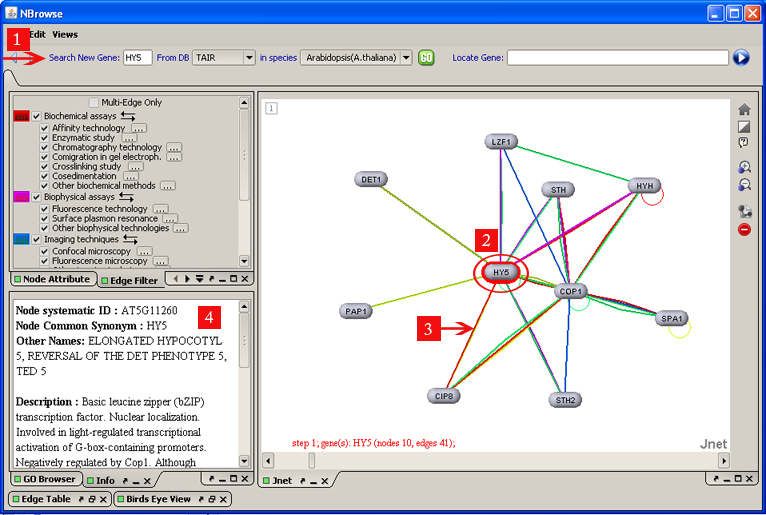 NBrowse
1
Edit Views
Search New Gene: HY5 From DB TAIR in species Arabidopsis(A.thaliana) GO Locate Gene:
Multi-Edge Only
Biochemical assays
Affinity technology ...
Enzymatic study ...
Chromatography technology ...
Comigration in gel electroph. ...
Crosslinking study ...
Cosedimentation ...
Other biochemical methods ...
Biophysical assays
Fluorescence technology ...
Surface plasmon resonance ...
Other biophysical technologies ...
Imaging techniques
Confocal microscopy ...
Fluorescence microscopy ...
Node Attribute Edge Filter
Node systematic ID : AT5G11260
Node Common Synonym : HY5
4
Other Names: ELONGATED HYPOCOTYL
5, REVERSAL OF THE DET PHENOTYPE 5,
TED 5
Description : Basic leucine zipper (bZIP)
transcription factor. Nuclear localization.
Involved in light-regulated transcriptional
activation of G-box-containing promoters.
Negatively regulated by Cop1. Although
GO Browser Info
Edge Table Birds Eye View
1
LZF1
DET1
STH
HYH
2
HY5
COP1
PAP1
3
SPA1
CIP8
STH2
step 1; gene(s): HY5 (nodes 10, edges 41);
Jnet
Jnet